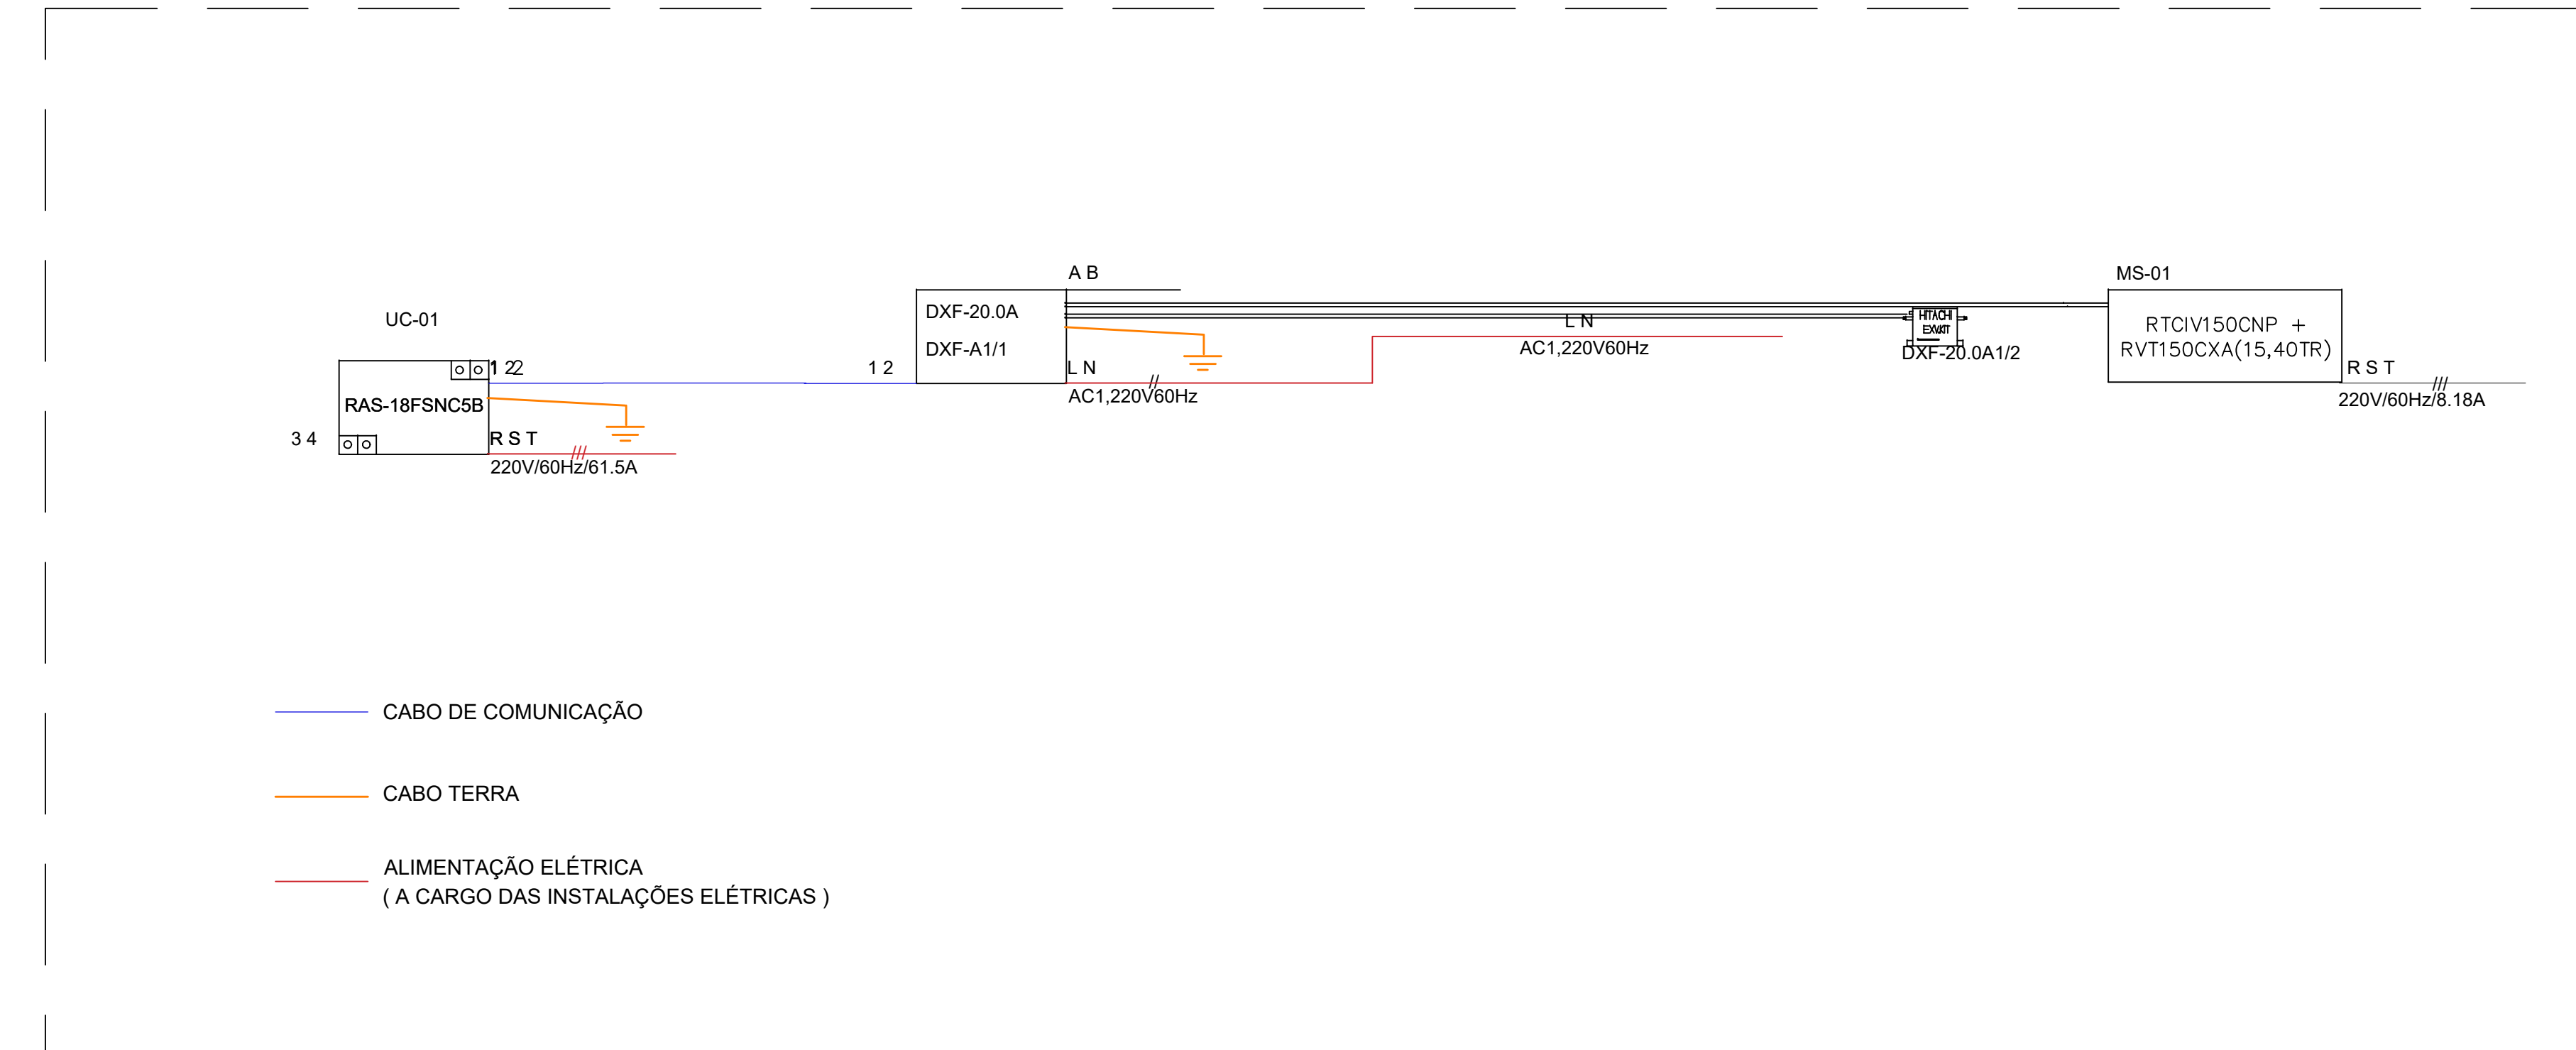 A B
MS-01
DXF-20.0A
UC-01
L N
HITACHI
RTCIV150CNP +
EXV.KIT
DXF-A1/1
AC1,220V60Hz
DXF-20.0A1/2
RVT150CXA(15,40TR)
1 2
1 2
L N
R S T
AC1,220V60Hz
220V/60Hz/8.18A
RAS-18FSNC5B
3 4
R S T
220V/60Hz/61.5A
CABO DE COMUNICAÇÃO
CABO TERRA
ALIMENTAÇÃO ELÉTRICA
( A CARGO DAS INSTALAÇÕES ELÉTRICAS )